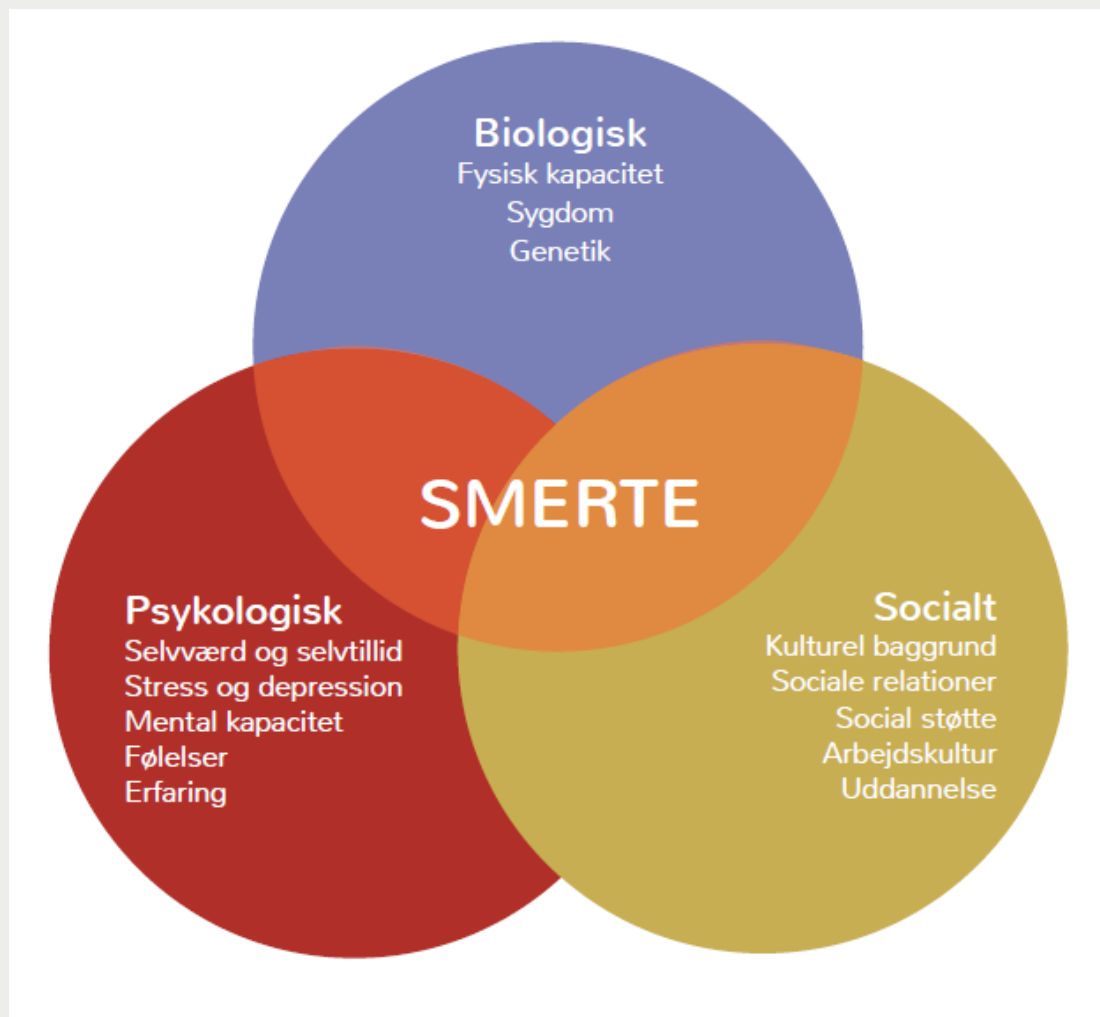 Biologisk
Fysisk kapacitet
Sygdom
Genetik
SMERTE
Psykologisk
Selvværd og selvtillid
Stress og depression
Mental kapacitet
Følelser
Erfaring
Socialt
Kulturel baggrund
Sociale relationer
Social støtte
Arbejdskultur
Uddannelse